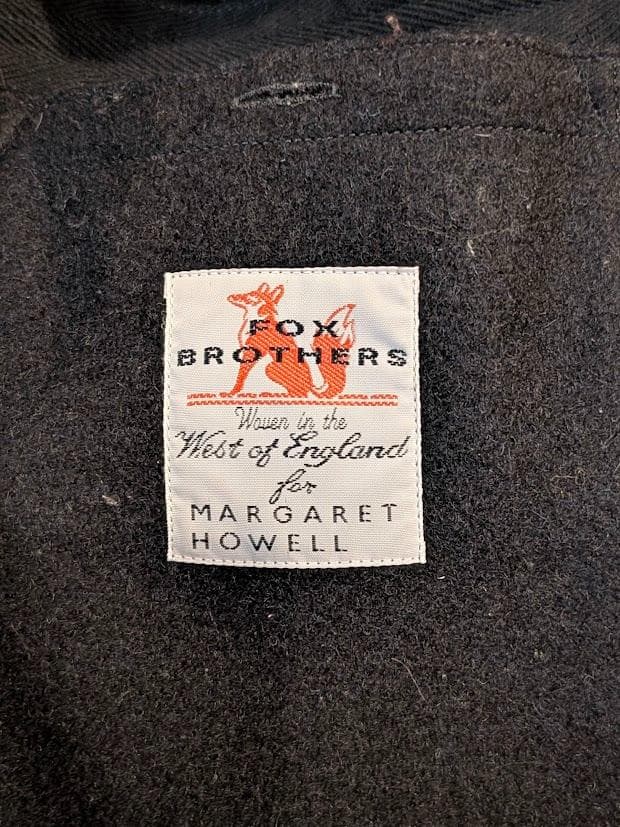 FOX
BROTHERS
Woven in the
West of England
for
MARGARET
HOWELL